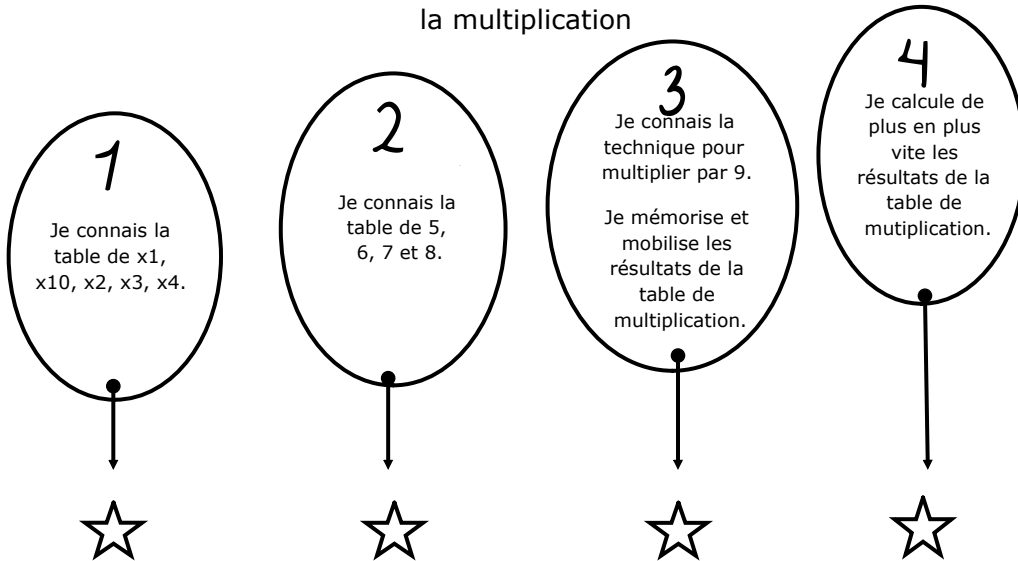 la multiplication
1
Je connais la
table de x1,
x10, x2, x3, x4.
2
Je connais la
table de 5,
6, 7 et 8.
3
Je connais la
technique pour
multiplier par 9.
Je mémorise et
mobilise les
résultats de la
table de
multiplication.
4
Je calcule de
plus en plus
vite les
résultats de la
table de
mutiplication.